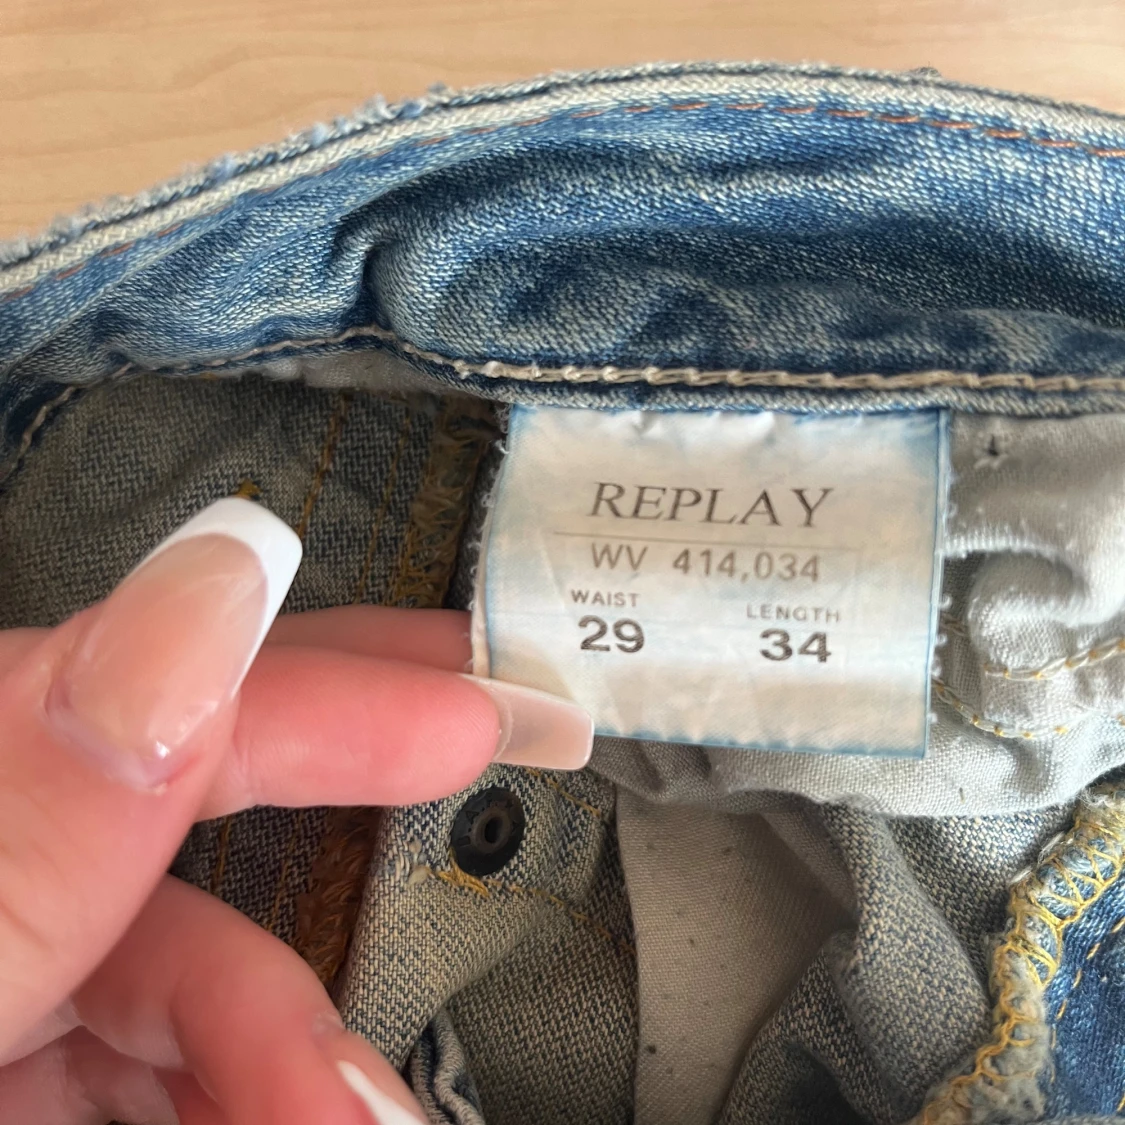 REPLAY
WV 414,034
WAIST LENGTH
29 34